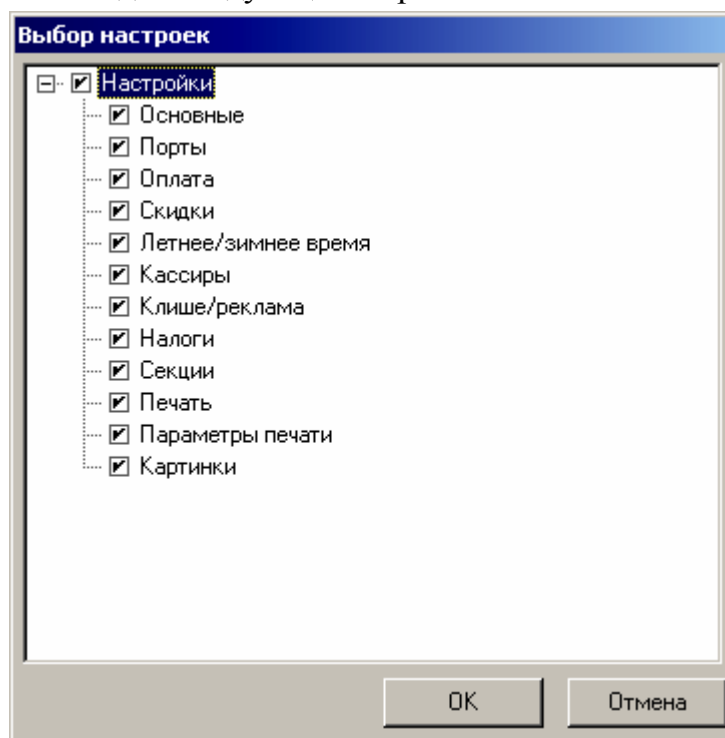 Выбор настроек
Настройки
Основные
Порты
Оплата
Скидки
Летнее/зимнее время
Кассиры
Клише/реклама
Налоги
Секции
Печать
Параметры печати
Картинки
OK
Отмена